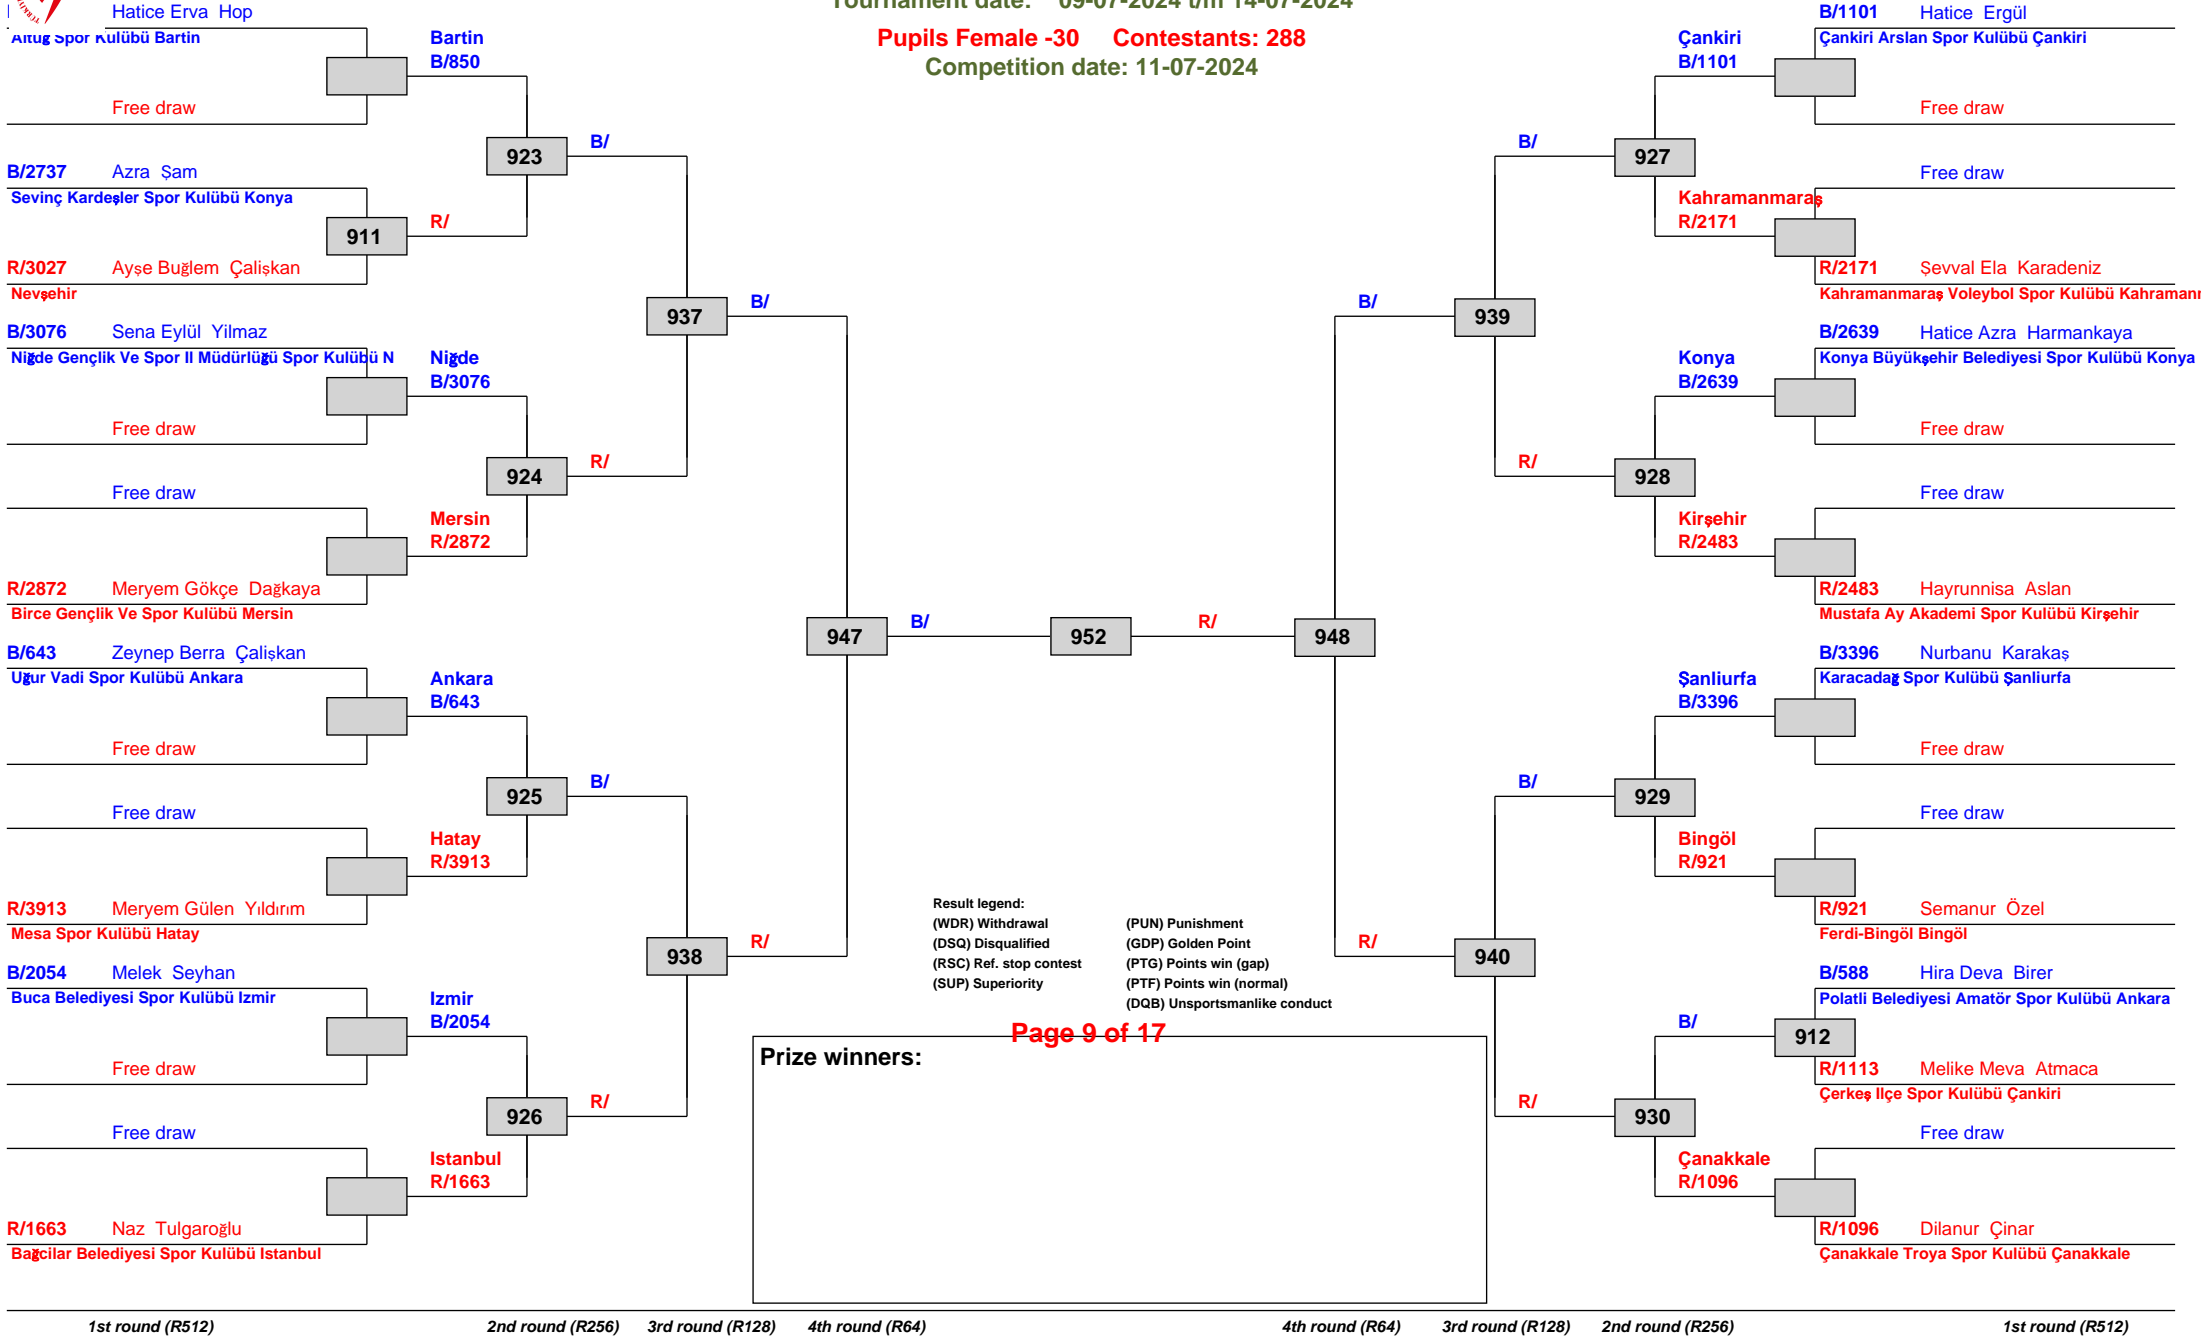 Tournament date: 09-07-2024 t/m 14-07-2024
Pupils Female -30 Contestants: 288
Competition date: 11-07-2024
Hatice Erva Hop
Altuğ Spor Kulübü Bartin
Bartin
B/850
Free draw
923
B/
B/2737 Azra Şam
Sevinç Kardeşler Spor Kulübü Konya
911
R/
R/3027 Ayşe Buğlem Çalişkan
Nevşehir
937
B/
B/3076 Sena Eylül Yilmaz
Niğde Gençlik Ve Spor Il Müdürlüğü Spor Kulübü N
Niğde
B/3076
Free draw
924
R/
Free draw
Mersin
R/2872
R/2872 Meryem Gökçe Dağkaya
Birce Gençlik Ve Spor Kulübü Mersin
947
B/
952
B/643 Zeynep Berra Çalişkan
Uğur Vadi Spor Kulübü Ankara
Ankara
B/643
Free draw
925
B/
Free draw
Hatay
R/3913
R/3913 Meryem Gülen Yıldırım
Mesa Spor Kulübü Hatay
938
R/
B/2054 Melek Seyhan
Buca Belediyesi Spor Kulübü Izmir
Izmir
B/2054
Free draw
926
R/
Free draw
Istanbul
R/1663
R/1663 Naz Tulgaroğlu
Bağcilar Belediyesi Spor Kulübü Istanbul
B/1101 Hatice Ergül
Çankiri Arslan Spor Kulübü Çankiri
Çankiri
B/1101
Free draw
B/
927
Free draw
Kahramanmaraş
R/2171
R/2171 Şevval Ela Karadeniz
Kahramanmaraş Voleybol Spor Kulübü Kahramanr
B/
939
B/2639 Hatice Azra Harmankaya
Konya Büyükşehir Belediyesi Spor Kulübü Konya
Konya
B/2639
Free draw
R/
928
Free draw
Kirşehir
R/2483
R/2483 Hayrunnisa Aslan
Mustafa Ay Akademi Spor Kulübü Kirşehir
R/
948
B/3396 Nurbanu Karakaş
Karacadağ Spor Kulübü Şanliurfa
Şanliurfa
B/3396
Free draw
B/
929
Free draw
Bingöl
R/921
R/921 Semanur Özel
Ferdi-Bingöl Bingöl
R/
940
B/588 Hira Deva Birer
Polatli Belediyesi Amatör Spor Kulübü Ankara
B/
912
R/1113 Melike Meva Atmaca
Çerkeş Ilçe Spor Kulübü Çankiri
R/
930
Free draw
Çanakkale
R/1096
R/1096 Dilanur Çinar
Çanakkale Troya Spor Kulübü Çanakkale
Result legend:
(WDR) Withdrawal (PUN) Punishment
(DSQ) Disqualified (GDP) Golden Point
(RSC) Ref. stop contest (PTG) Points win (gap)
(SUP) Superiority (PTF) Points win (normal)
(DQB) Unsportsmanlike conduct
Page 9 of 17
Prize winners:
1st round (R512) 2nd round (R256) 3rd round (R128) 4th round (R64) 4th round (R64) 3rd round (R128) 2nd round (R256) 1st round (R512)